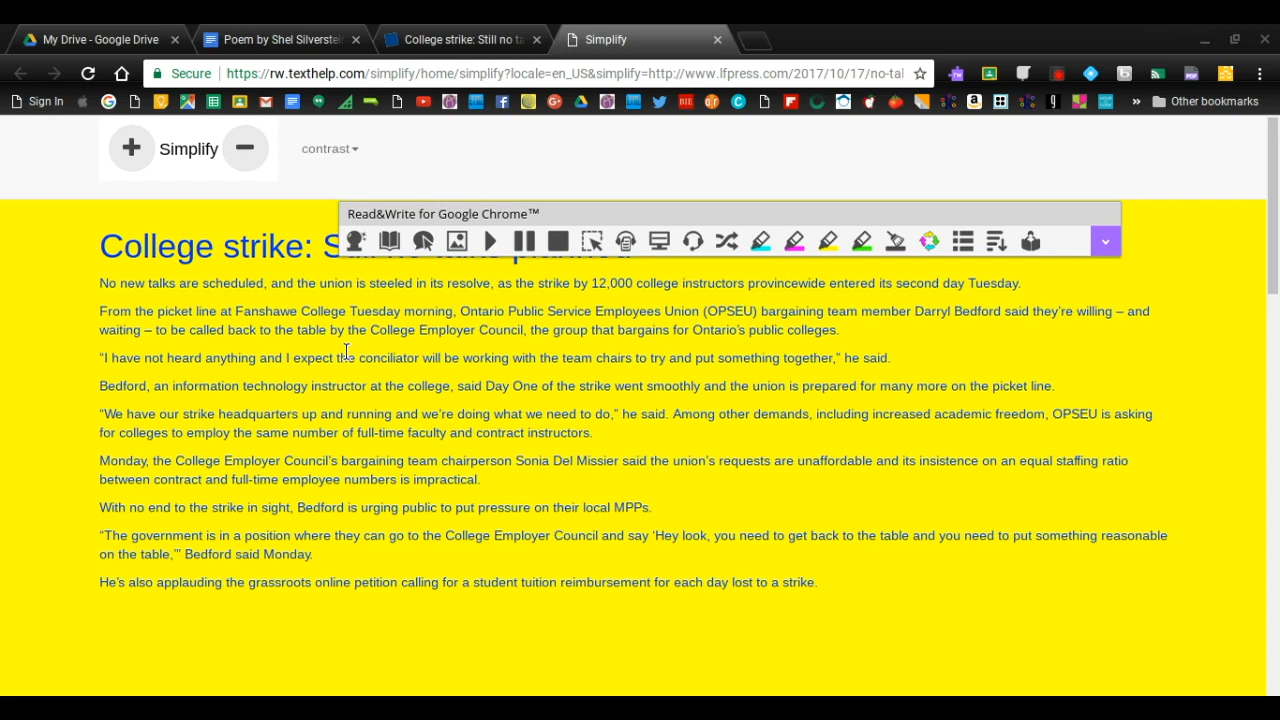 My Drive - Google Drive
Poem by Shel Silverstein
College strike: Still no ta
Simplify
Secure
https://rw.texthelp.com/simplify/home/simplify?locale=en_US&simplify=http://www.lfpress.com/2017/10/17/no-tal
Sign In
BIE
»
Other bookmarks
Simplify
contrast
Read&Write for Google Chrome™
College strike:
No new talks are scheduled, and the union is steeled in its resolve, as the strike by 12,000 college instructors provincewide entered its second day Tuesday.
From the picket line at Fanshawe College Tuesday morning, Ontario Public Service Employees Union (OPSEU) bargaining team member Darryl Bedford said they’re willing – and
waiting – to be called back to the table by the College Employer Council, the group that bargains for Ontario’s public colleges.
“I have not heard anything and I expect the conciliator will be working with the team chairs to try and put something together,” he said.
Bedford, an information technology instructor at the college, said Day One of the strike went smoothly and the union is prepared for many more on the picket line.
“We have our strike headquarters up and running and we’re doing what we need to do,” he said. Among other demands, including increased academic freedom, OPSEU is asking
for colleges to employ the same number of full-time faculty and contract instructors.
Monday, the College Employer Council’s bargaining team chairperson Sonia Del Missier said the union’s requests are unaffordable and its insistence on an equal staffing ratio
between contract and full-time employee numbers is impractical.
With no end to the strike in sight, Bedford is urging public to put pressure on their local MPPs.
“The government is in a position where they can go to the College Employer Council and say ‘Hey look, you need to get back to the table and you need to put something reasonable
on the table,’” Bedford said Monday.
He’s also applauding the grassroots online petition calling for a student tuition reimbursement for each day lost to a strike.